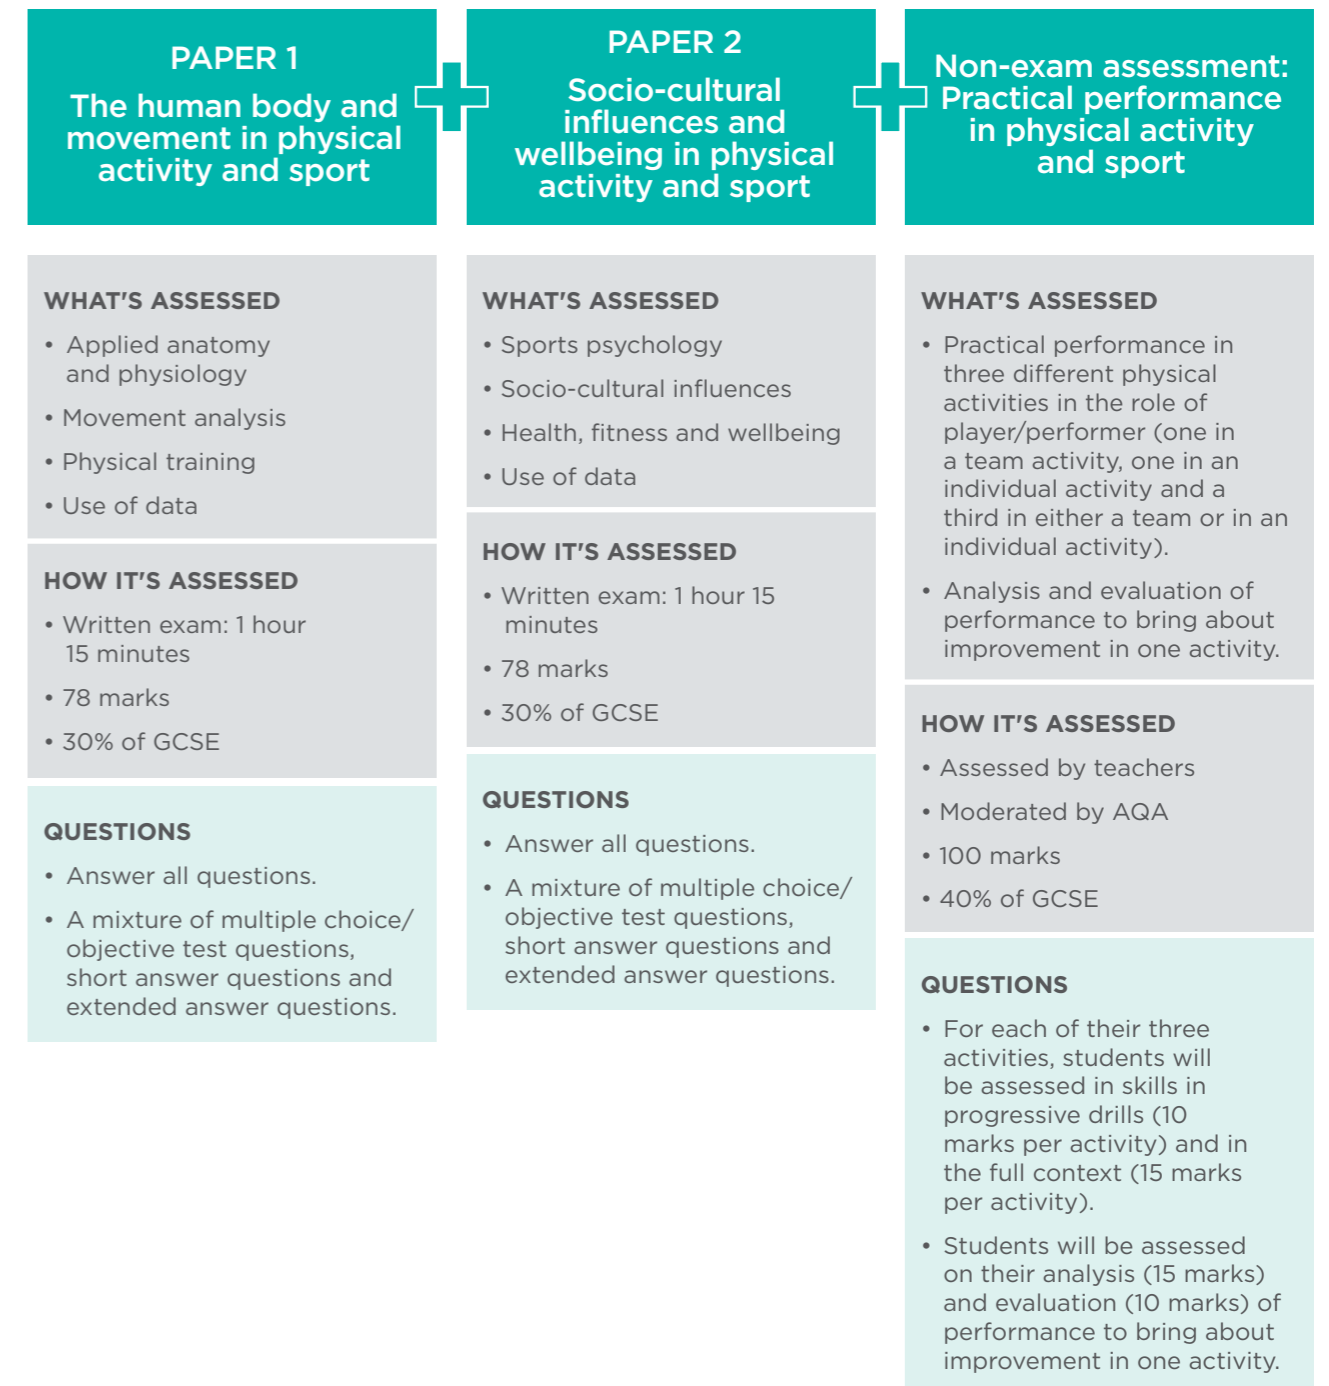 PAPER 1
The human body and
movement in physical
activity and sport
PAPER 2
Socio-cultural
influences and
wellbeing in physical
activity and sport
Non-exam assessment:
Practical performance
in physical activity
and sport
WHAT'S ASSESSED
• Applied anatomy
and physiology
• Movement analysis
• Physical training
• Use of data
HOW IT'S ASSESSED
• Written exam: 1 hour
15 minutes
• 78 marks
• 30% of GCSE
QUESTIONS
• Answer all questions.
• A mixture of multiple choice/
objective test questions,
short answer questions and
extended answer questions.
WHAT'S ASSESSED
• Sports psychology
• Socio-cultural influences
• Health, fitness and wellbeing
• Use of data
HOW IT'S ASSESSED
• Written exam: 1 hour 15
minutes
• 78 marks
• 30% of GCSE
QUESTIONS
• Answer all questions.
• A mixture of multiple choice/
objective test questions,
short answer questions and
extended answer questions.
WHAT'S ASSESSED
• Practical performance in
three different physical
activities in the role of
player/performer (one in
a team activity, one in an
individual activity and a
third in either a team or in an
individual activity).
• Analysis and evaluation of
performance to bring about
improvement in one activity.
HOW IT'S ASSESSED
• Assessed by teachers
• Moderated by AQA
• 100 marks
• 40% of GCSE
QUESTIONS
• For each of their three
activities, students will
be assessed in skills in
progressive drills (10
marks per activity) and in
the full context (15 marks
per activity).
• Students will be assessed
on their analysis (15 marks)
and evaluation (10 marks) of
performance to bring about
improvement in one activity.